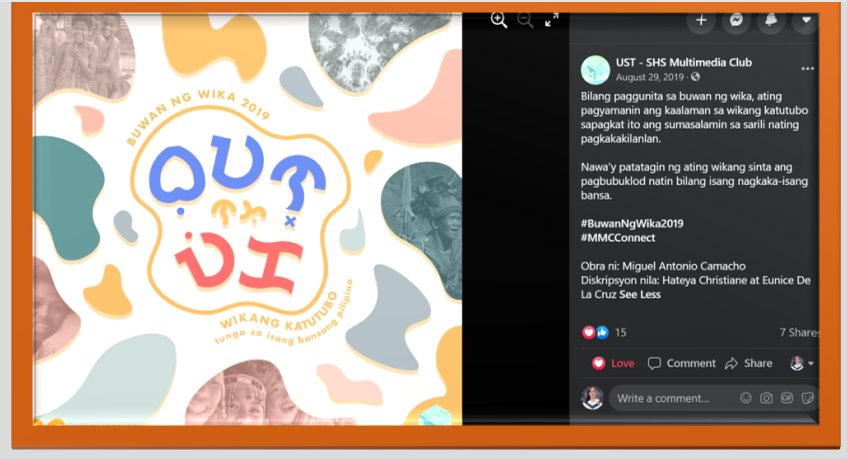 BUWAN NG WIKA 2019
ᜊᜓᜏᜈ᜔
ᜈᜅ
ᜏᜒᜃ
WIKANG KATUTUBO
tungo sa isang bansang pilipino
UST - SHS Multimedia Club
August 29, 2019
Bilang paggunita sa buwan ng wika, ating
pagyamanin ang kaalaman sa wikang katutubo
sapagkat ito ang sumasalamin sa sarili nating
pagkakakilanlan.
Nawa'y patatagin ng ating wikang sinta ang
pagbubuklod natin bilang isang nagkaka-isang
bansa.
#BuwanNgWika2019
#MMCConnect
Obra ni: Miguel Antonio Camacho
Diskripsyon nila: Hateya Christiane at Eunice De
La Cruz See Less
15
7 Shares
Love Comment Share
Write a comment...
GIF